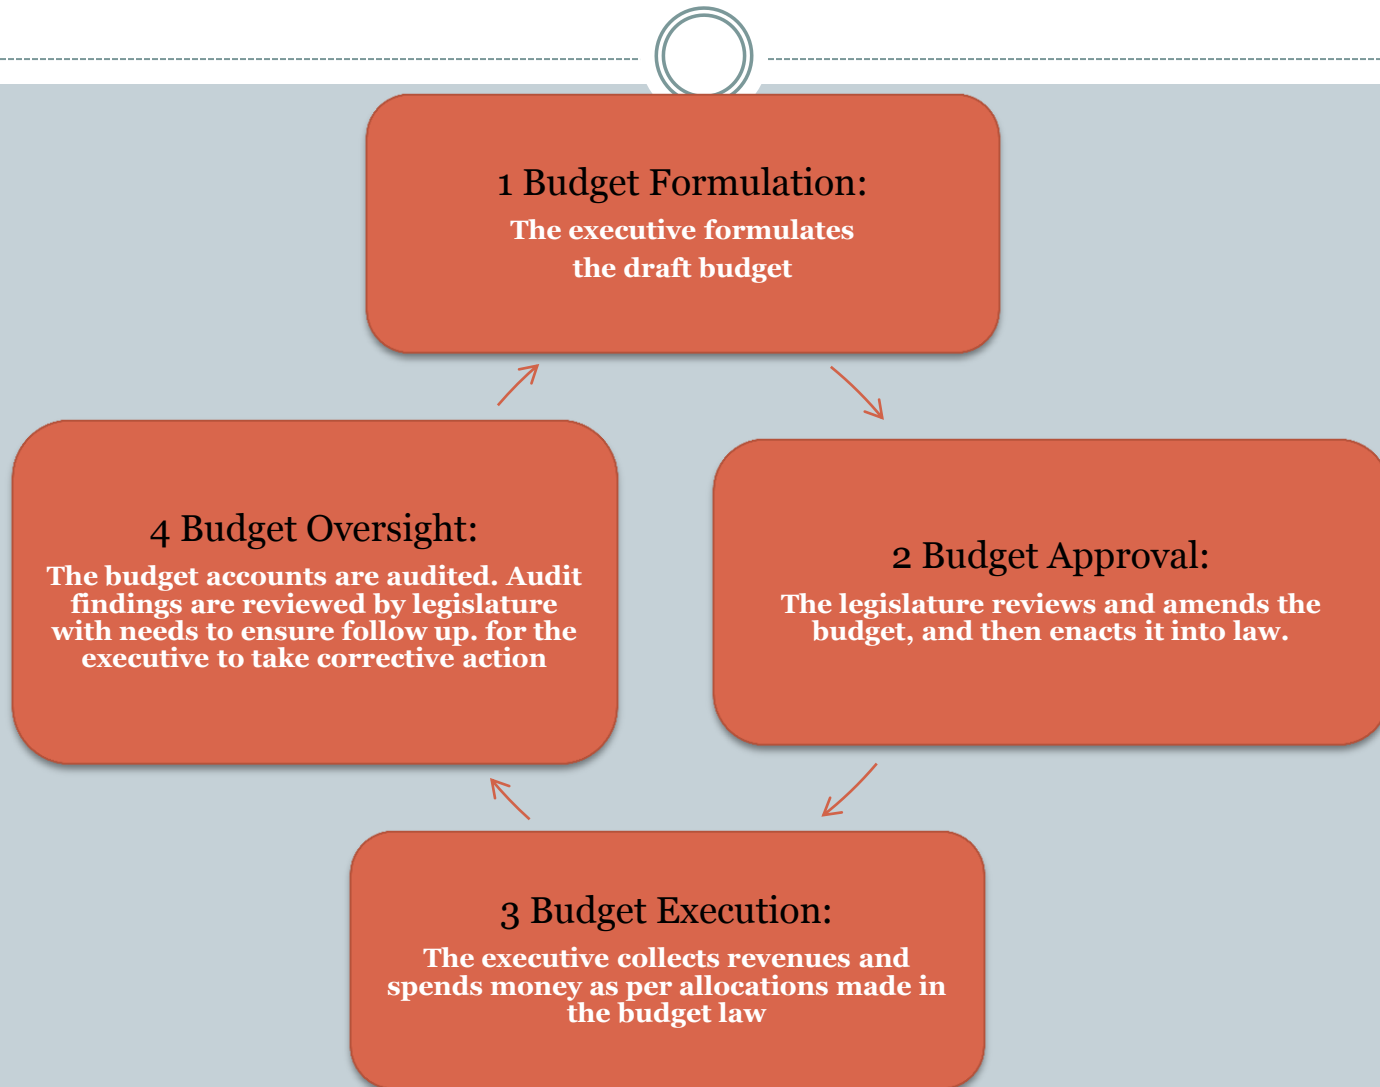 1 Budget Formulation:
The executive formulates
the draft budget
2 Budget Approval:
The legislature reviews and amends the
budget, and then enacts it into law.
3 Budget Execution:
The executive collects revenues and
spends money as per allocations made in
the budget law
4 Budget Oversight:
The budget accounts are audited. Audit
findings are reviewed by legislature
with needs to ensure follow up. for the
executive to take corrective action